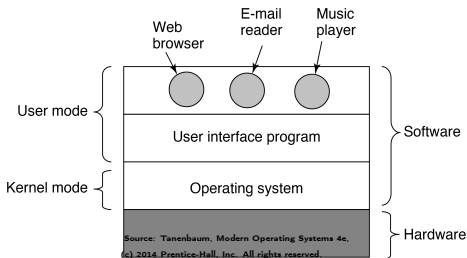 Web
browser
E-mail
reader
Music
player
User mode
User interface program
Software
Kernel mode
Operating system
Hardware
Source: Tanenbaum, Modern Operating Systems 4e,
(c) 2014 Prentice-Hall, Inc. All rights reserved.